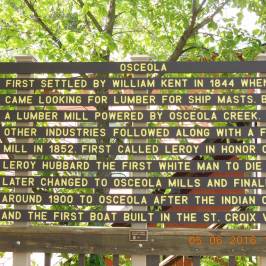 OSCEOLA
FIRST SETTLED BY WILLIAM KENT IN 1844 WHE
CAME LOOKING FOR LUMBER FOR SHIP MASTS. B
A LUMBER MILL POWERED BY OSCEOLA CREEK.
OTHER INDUSTRIES FOLLOWED ALONG WITH A F
MILL IN 1852. FIRST CALLED LEROY IN HONOR O
LEROY HUBBARD THE FIRST WHITE MAN TO DIE
LATER CHANGED TO OSCEOLA MILLS AND FINAL
AROUND 1900 TO OSCEOLA AFTER THE INDIAN C
AND THE FIRST BOAT BUILT IN THE ST. CROIX V
05 06 2016